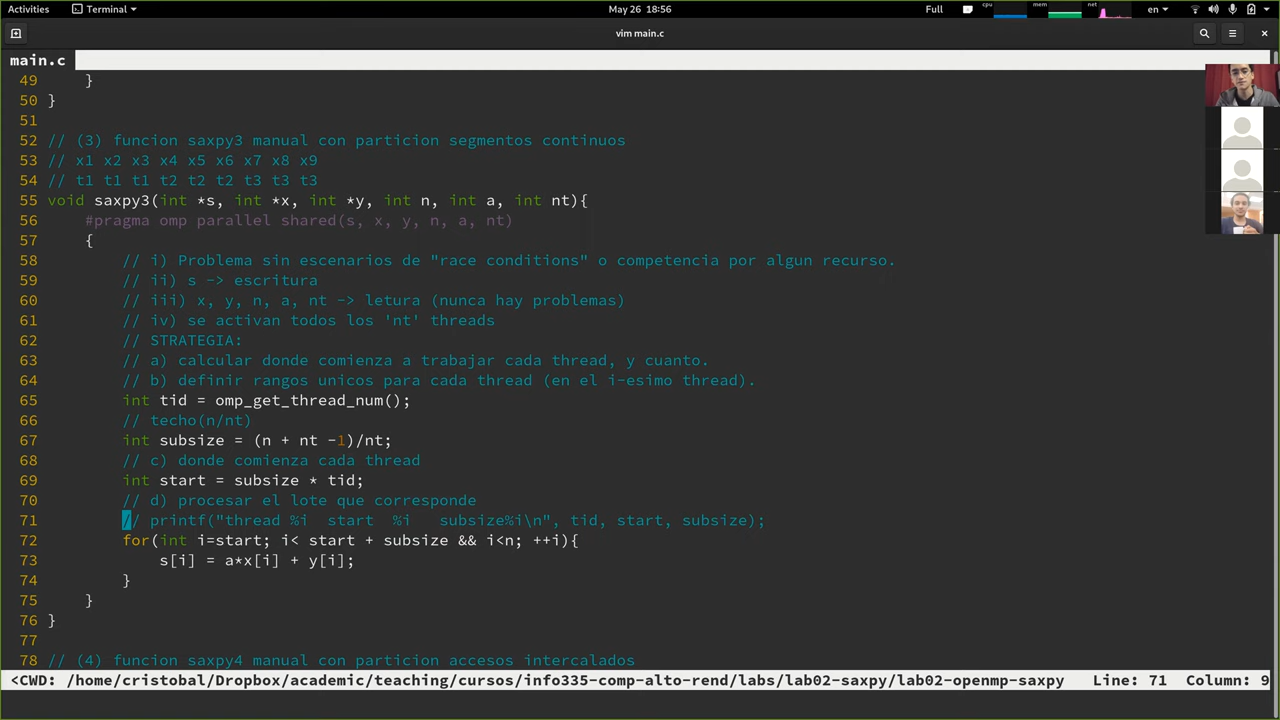 Activities Terminal May 26 18:56 Full cpu mem net en
vim main.c
main.c
49 }
50 }
51
52 // (3) funcion saxpy3 manual con particion segmentos continuos
53 // x1 x2 x3 x4 x5 x6 x7 x8 x9
54 // t1 t1 t1 t2 t2 t2 t3 t3 t3
55 void saxpy3(int *s, int *x, int *y, int n, int a, int nt){
56 #pragma omp parallel shared(s, x, y, n, a, nt)
57 {
58 // i) Problema sin escenarios de "race conditions" o competencia por algun recurso.
59 // ii) s -> escritura
60 // iii) x, y, n, a, nt -> letura (nunca hay problemas)
61 // iv) se activan todos los 'nt' threads
62 // STRATEGIA:
63 // a) calcular donde comienza a trabajar cada thread, y cuanto.
64 // b) definir rangos unicos para cada thread (en el i-esimo thread).
65 int tid = omp_get_thread_num();
66 // techo(n/nt)
67 int subsize = (n + nt -1)/nt;
68 // c) donde comienza cada thread
69 int start = subsize * tid;
70 // d) procesar el lote que corresponde
71 // printf("thread %i start %i subsize%i\n", tid, start, subsize);
72 for(int i=start; i< start + subsize && i<n; ++i){
73 s[i] = a*x[i] + y[i];
74 }
75 }
76 }
77
78 // (4) funcion saxpy4 manual con particion accesos intercalados
<CWD: /home/cristobal/Dropbox/academic/teaching/cursos/info335-comp-alto-rend/labs/lab02-saxpy/lab02-openmp-saxpy Line: 71 Column: 9